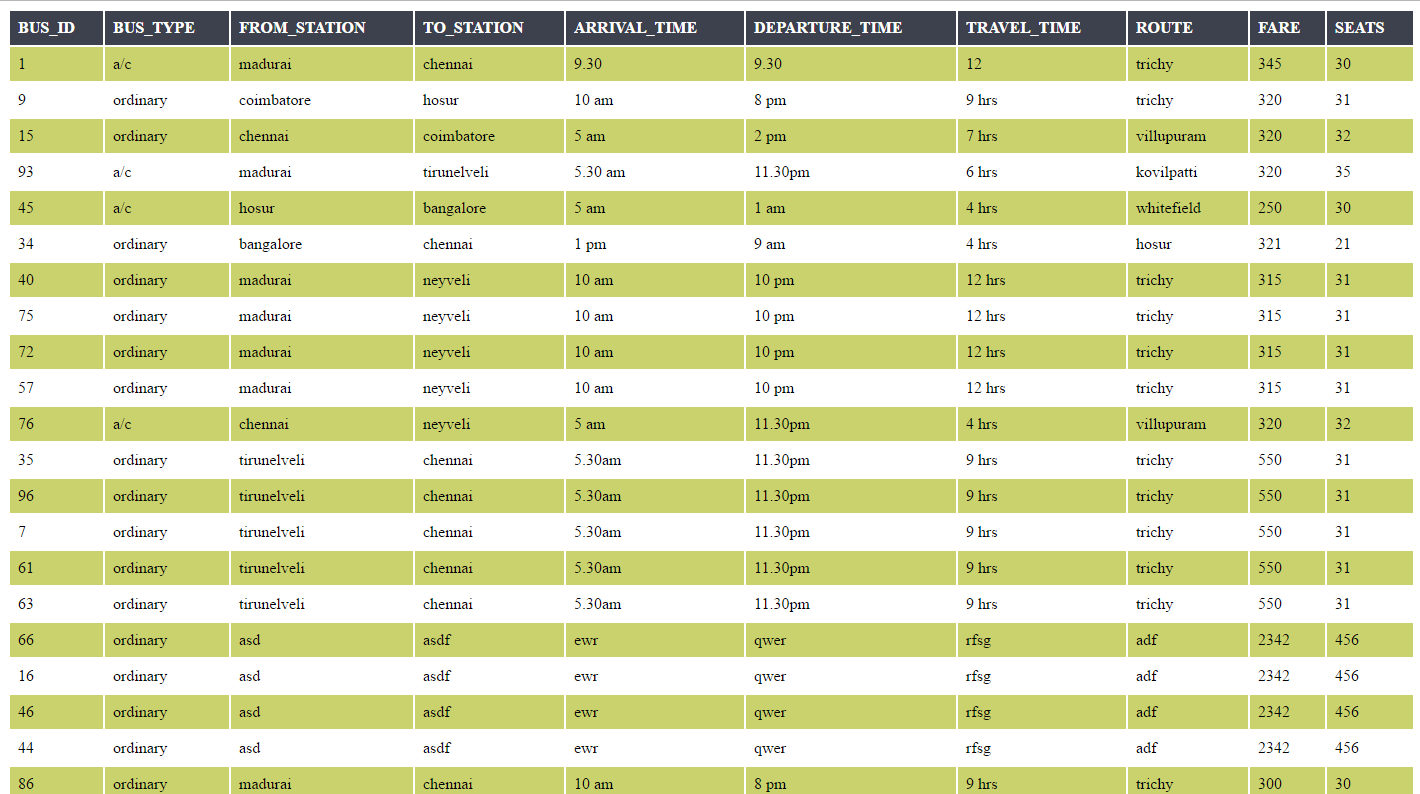 BUS_ID BUS_TYPE FROM_STATION TO_STATION ARRIVAL_TIME DEPARTURE_TIME TRAVEL_TIME ROUTE FARE SEATS
1 a/c madurai chennai 9.30 9.30 12 trichy 345 30
9 ordinary coimbatore hosur 10 am 8 pm 9 hrs trichy 320 31
15 ordinary chennai coimbatore 5 am 2 pm 7 hrs villupuram 320 32
93 a/c madurai tirunelveli 5.30 am 11.30pm 6 hrs kovilpatti 320 35
45 a/c hosur bangalore 5 am 1 am 4 hrs whitefield 250 30
34 ordinary bangalore chennai 1 pm 9 am 4 hrs hosur 321 21
40 ordinary madurai neyveli 10 am 10 pm 12 hrs trichy 315 31
75 ordinary madurai neyveli 10 am 10 pm 12 hrs trichy 315 31
72 ordinary madurai neyveli 10 am 10 pm 12 hrs trichy 315 31
57 ordinary madurai neyveli 10 am 10 pm 12 hrs trichy 315 31
76 a/c chennai neyveli 5 am 11.30pm 4 hrs villupuram 320 32
35 ordinary tirunelveli chennai 5.30am 11.30pm 9 hrs trichy 550 31
96 ordinary tirunelveli chennai 5.30am 11.30pm 9 hrs trichy 550 31
7 ordinary tirunelveli chennai 5.30am 11.30pm 9 hrs trichy 550 31
61 ordinary tirunelveli chennai 5.30am 11.30pm 9 hrs trichy 550 31
63 ordinary tirunelveli chennai 5.30am 11.30pm 9 hrs trichy 550 31
66 ordinary asd asdf ewr qwer rfsg adf 2342 456
16 ordinary asd asdf ewr qwer rfsg adf 2342 456
46 ordinary asd asdf ewr qwer rfsg adf 2342 456
44 ordinary asd asdf ewr qwer rfsg adf 2342 456
86 ordinary madurai chennai 10 am 8 pm 9 hrs trichy 300 30